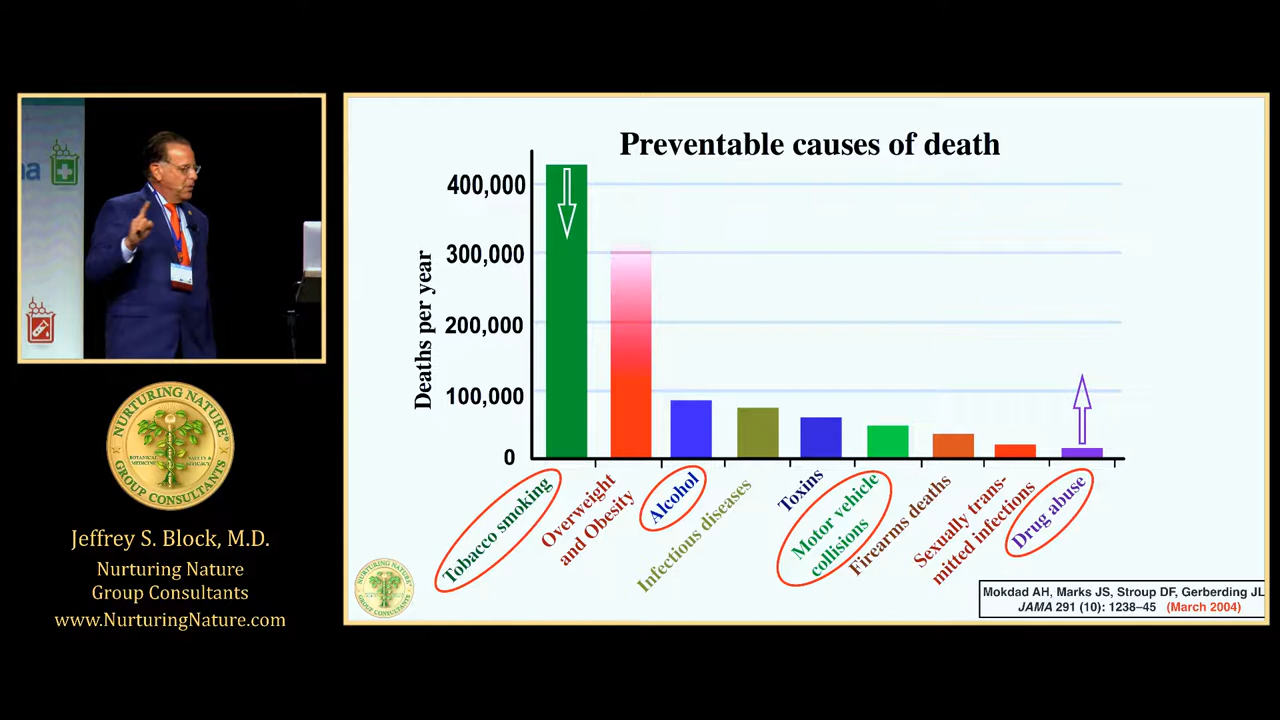 Preventable causes of death
Deaths per year
400,000
300,000
200,000
100,000
0
Tobacco smoking
Overweight
and Obesity
Alcohol
Infectious diseases
Toxins
Motor vehicle
collisions
Firearms deaths
Sexually trans-
mitted infections
Drug abuse
Mokdad AH, Marks JS, Stroup DF, Gerberding JL
JAMA 291 (10): 1238–45 (March 2004)
NURTURING NATURE®
GROUP CONSULTANTS
Jeffrey S. Block, M.D.
Nurturing Nature
Group Consultants
www.NurturingNature.com